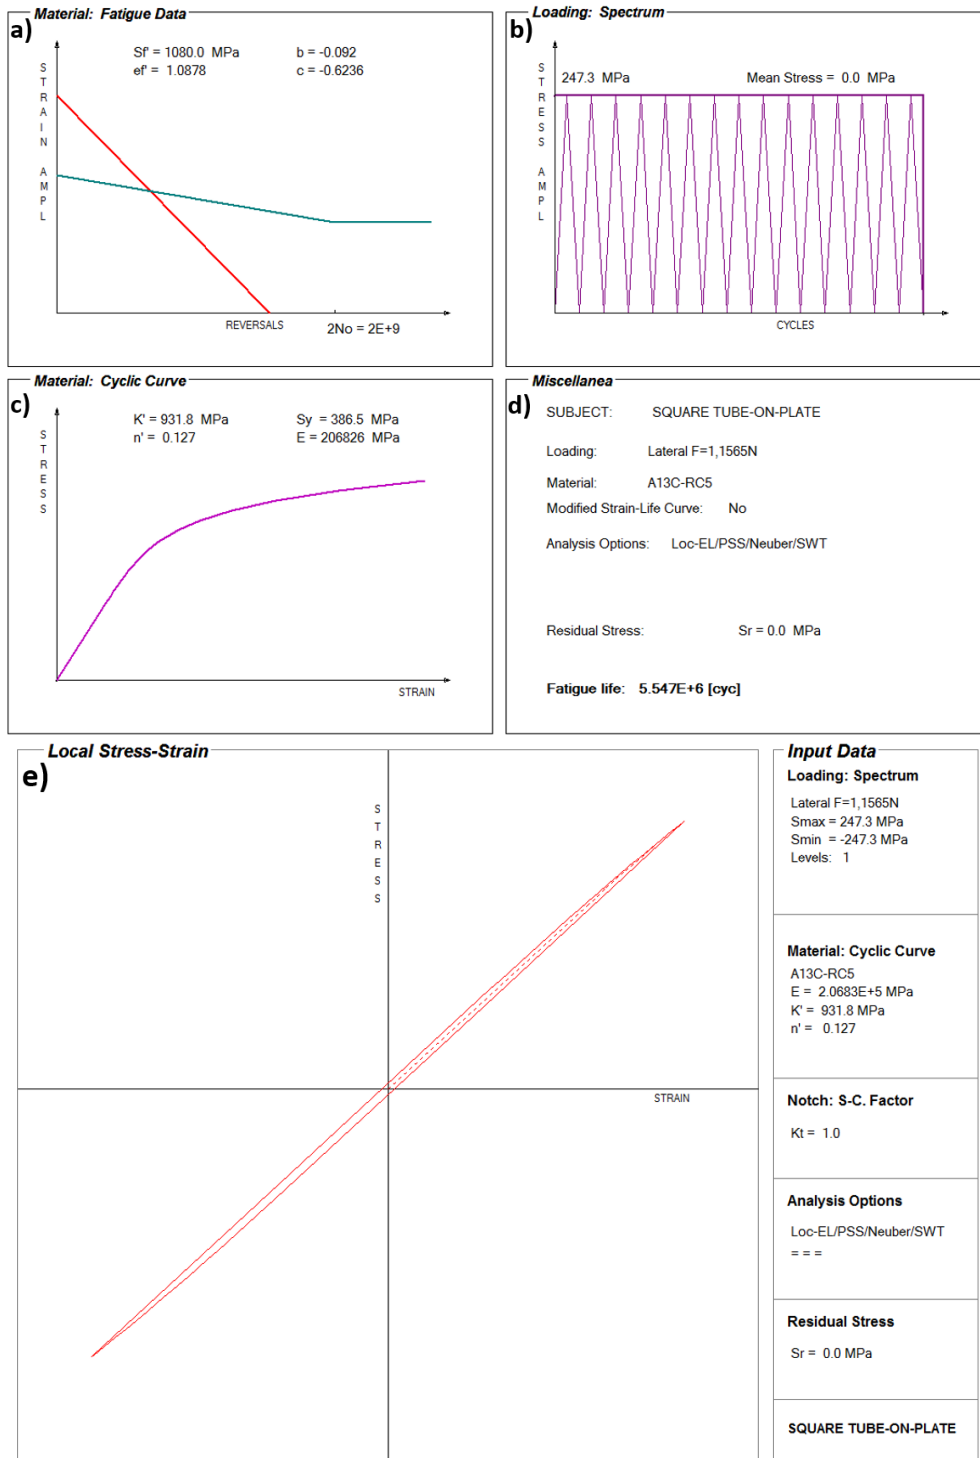 Material: Fatigue Data
a)
Sf' = 1080.0 MPa b = -0.092
ef' = 1.0878 c = -0.6236
STRAIN AMPL
REVERSALS
2No = 2E+9
Loading: Spectrum
b)
247.3 MPa Mean Stress = 0.0 MPa
STRESS AMPL
CYCLES
Material: Cyclic Curve
c)
K' = 931.8 MPa Sy = 386.5 MPa
n' = 0.127 E = 206826 MPa
STRESS
STRAIN
Miscellanea
d)
SUBJECT: SQUARE TUBE-ON-PLATE
Loading: Lateral F=1,1565N
Material: A13C-RC5
Modified Strain-Life Curve: No
Analysis Options: Loc-EL/PSS/Neuber/SWT
Residual Stress: Sr = 0.0 MPa
Fatigue life: 5.547E+6 [cyc]
Local Stress-Strain
e)
STRESS
STRAIN
Input Data
Loading: Spectrum
Lateral F=1,1565N
Smax = 247.3 MPa
Smin = -247.3 MPa
Levels: 1
Material: Cyclic Curve
A13C-RC5
E = 2.0683E+5 MPa
K' = 931.8 MPa
n' = 0.127
Notch: S-C. Factor
Kt = 1.0
Analysis Options
Loc-EL/PSS/Neuber/SWT
= = =
Residual Stress
Sr = 0.0 MPa
SQUARE TUBE-ON-PLATE